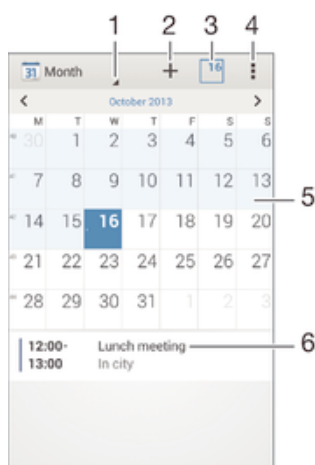 1 2 3 4
31 Month 16
October 2013
M T W T F S S
30 1 2 3 4 5 6
7 8 9 10 11 12 13
5
14 15 16 17 18 19 20
21 22 23 24 25 26 27
28 29 30 31 1 2 3
12:00- Lunch meeting 6
13:00 In city